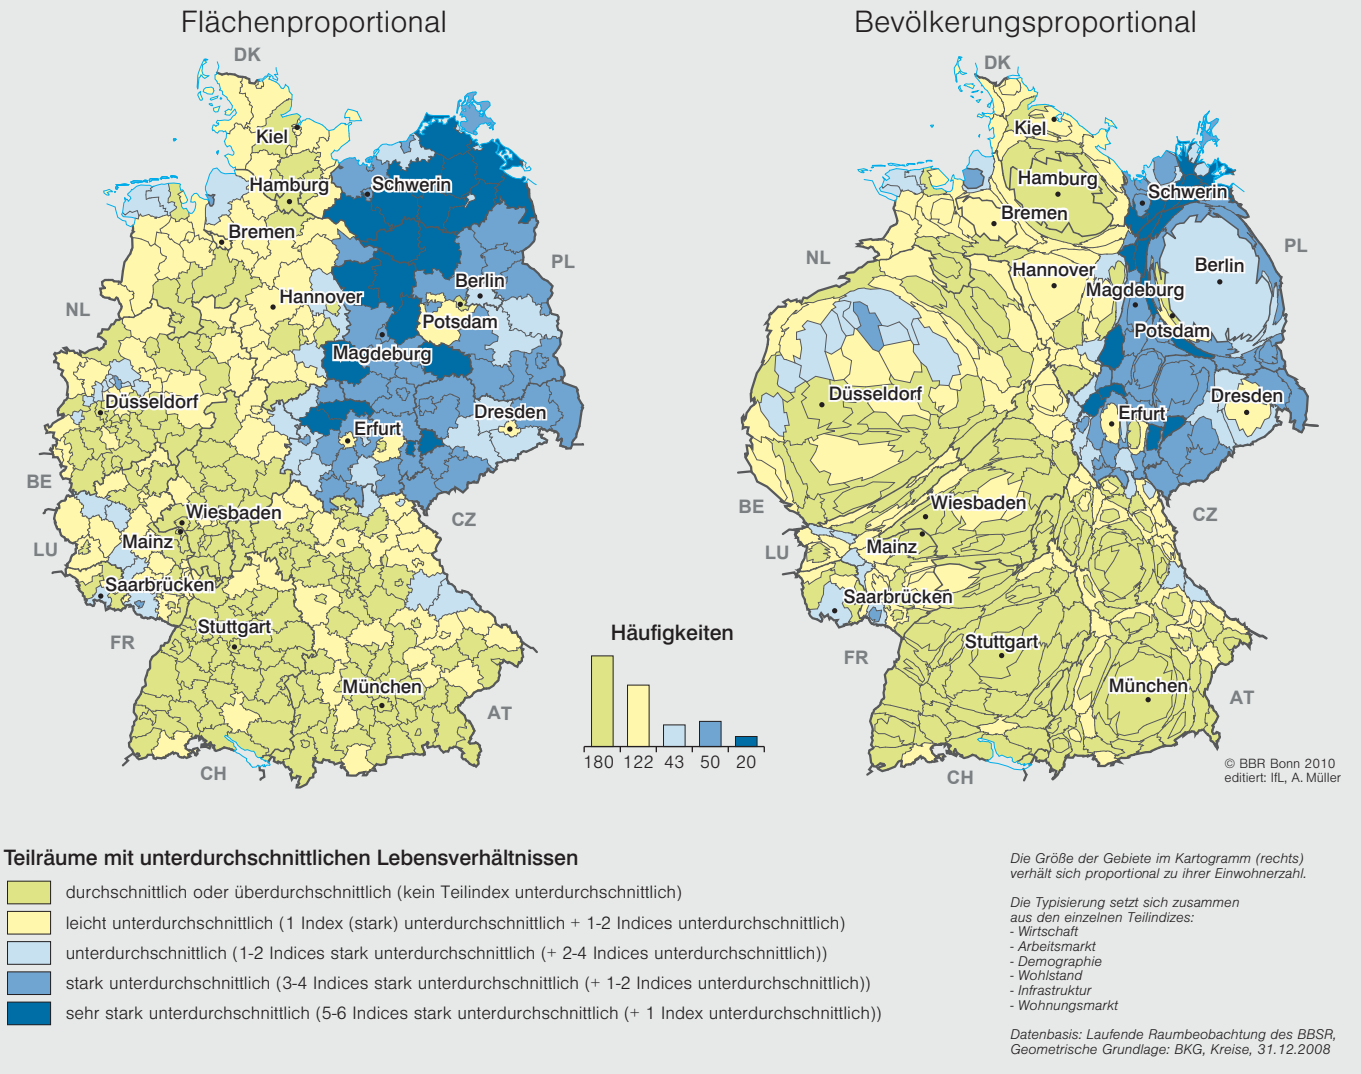 Flächenproportional
DK
Kiel
Hamburg
Schwerin
Bremen
PL
Berlin
NL
Hannover
Potsdam
Magdeburg
Düsseldorf
Dresden
Erfurt
BE
Wiesbaden
CZ
Mainz
LU
Saarbrücken
Stuttgart
FR
München
AT
CH
Bevölkerungsproportional
DK
Kiel
Hamburg
Schwerin
Bremen
PL
NL
Berlin
Hannover
Magdeburg
Potsdam
Düsseldorf
Dresden
Erfurt
BE
Wiesbaden
CZ
Mainz
LU
Saarbrücken
Stuttgart
FR
München
AT
CH
Häufigkeiten
180 122 43 50 20
© BBR Bonn 2010
editiert: IfL, A. Müller
Teilräume mit unterdurchschnittlichen Lebensverhältnissen
durchschnittlich oder überdurchschnittlich (kein Teilindex unterdurchschnittlich)
leicht unterdurchschnittlich (1 Index (stark) unterdurchschnittlich + 1-2 Indices unterdurchschnittlich)
unterdurchschnittlich (1-2 Indices stark unterdurchschnittlich (+ 2-4 Indices unterdurchschnittlich))
stark unterdurchschnittlich (3-4 Indices stark unterdurchschnittlich (+ 1-2 Indices unterdurchschnittlich))
sehr stark unterdurchschnittlich (5-6 Indices stark unterdurchschnittlich (+ 1 Index unterdurchschnittlich))
Die Größe der Gebiete im Kartogramm (rechts)
verhält sich proportional zu ihrer Einwohnerzahl.
Die Typisierung setzt sich zusammen
aus den einzelnen Teilindizes:
- Wirtschaft
- Arbeitsmarkt
- Demographie
- Wohlstand
- Infrastruktur
- Wohnungsmarkt
Datenbasis: Laufende Raumbeobachtung des BBSR,
Geometrische Grundlage: BKG, Kreise, 31.12.2008